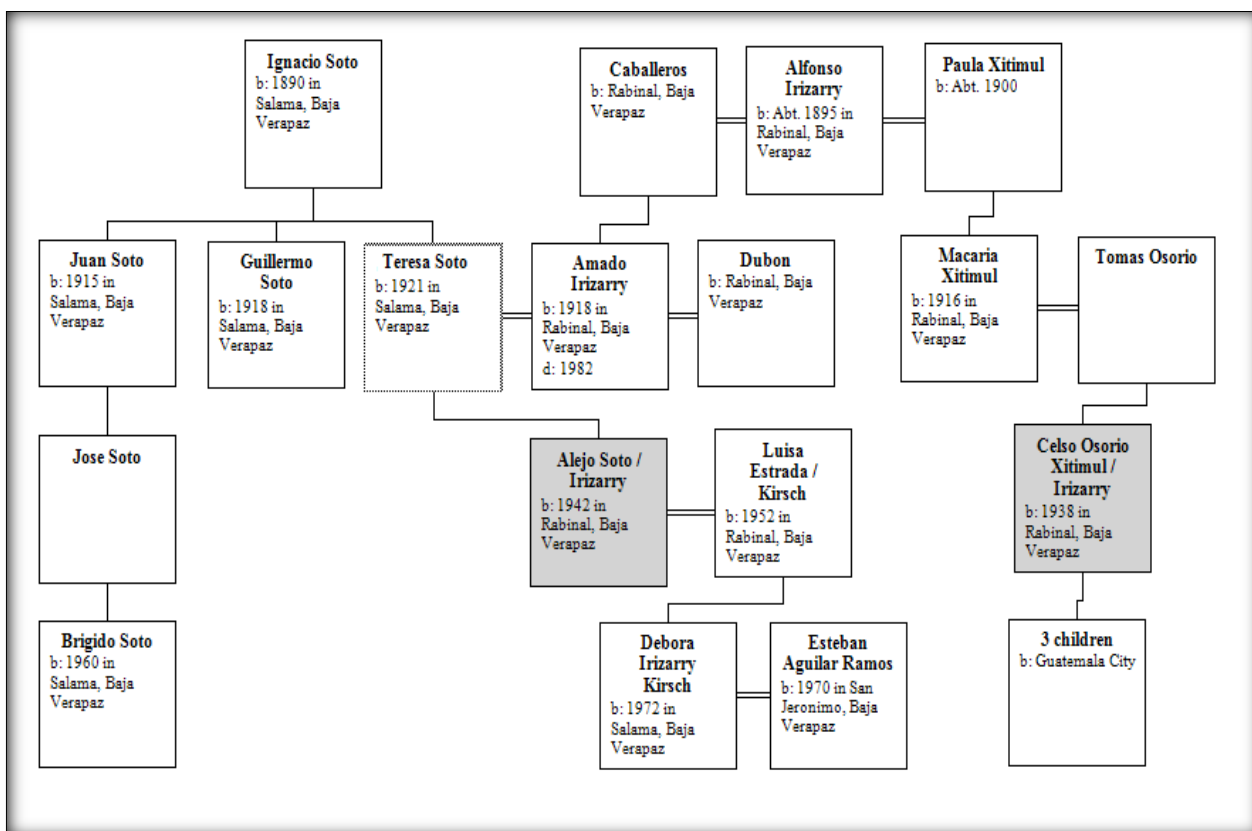 Ignacio Soto
b: 1890 in
Salama, Baja
Verapaz
Caballeros
b: Rabinal, Baja
Verapaz
Alfonso
Irizarry
b: Abt. 1895 in
Rabinal, Baja
Verapaz
Paula Xitimul
b: Abt. 1900
Juan Soto
b: 1915 in
Salama, Baja
Verapaz
Guillermo
Soto
b: 1918 in
Salama, Baja
Verapaz
Teresa Soto
b: 1921 in
Salama, Baja
Verapaz
Amado
Irizarry
b: 1918 in
Rabinal, Baja
Verapaz
d: 1982
Dubon
b: Rabinal, Baja
Verapaz
Macaria
Xitimul
b: 1916 in
Rabinal, Baja
Verapaz
Tomas Osorio
Jose Soto
Alejo Soto /
Irizarry
b: 1942 in
Rabinal, Baja
Verapaz
Luisa
Estrada /
Kirsch
b: 1952 in
Rabinal, Baja
Verapaz
Celso Osorio
Xitimul /
Irizarry
b: 1938 in
Rabinal, Baja
Verapaz
Brigido Soto
b: 1960 in
Salama, Baja
Verapaz
Debora
Irizarry
Kirsch
b: 1972 in
Salama, Baja
Verapaz
Esteban
Aguilar Ramos
b: 1970 in San
Jeronimo, Baja
Verapaz
3 children
b: Guatemala City